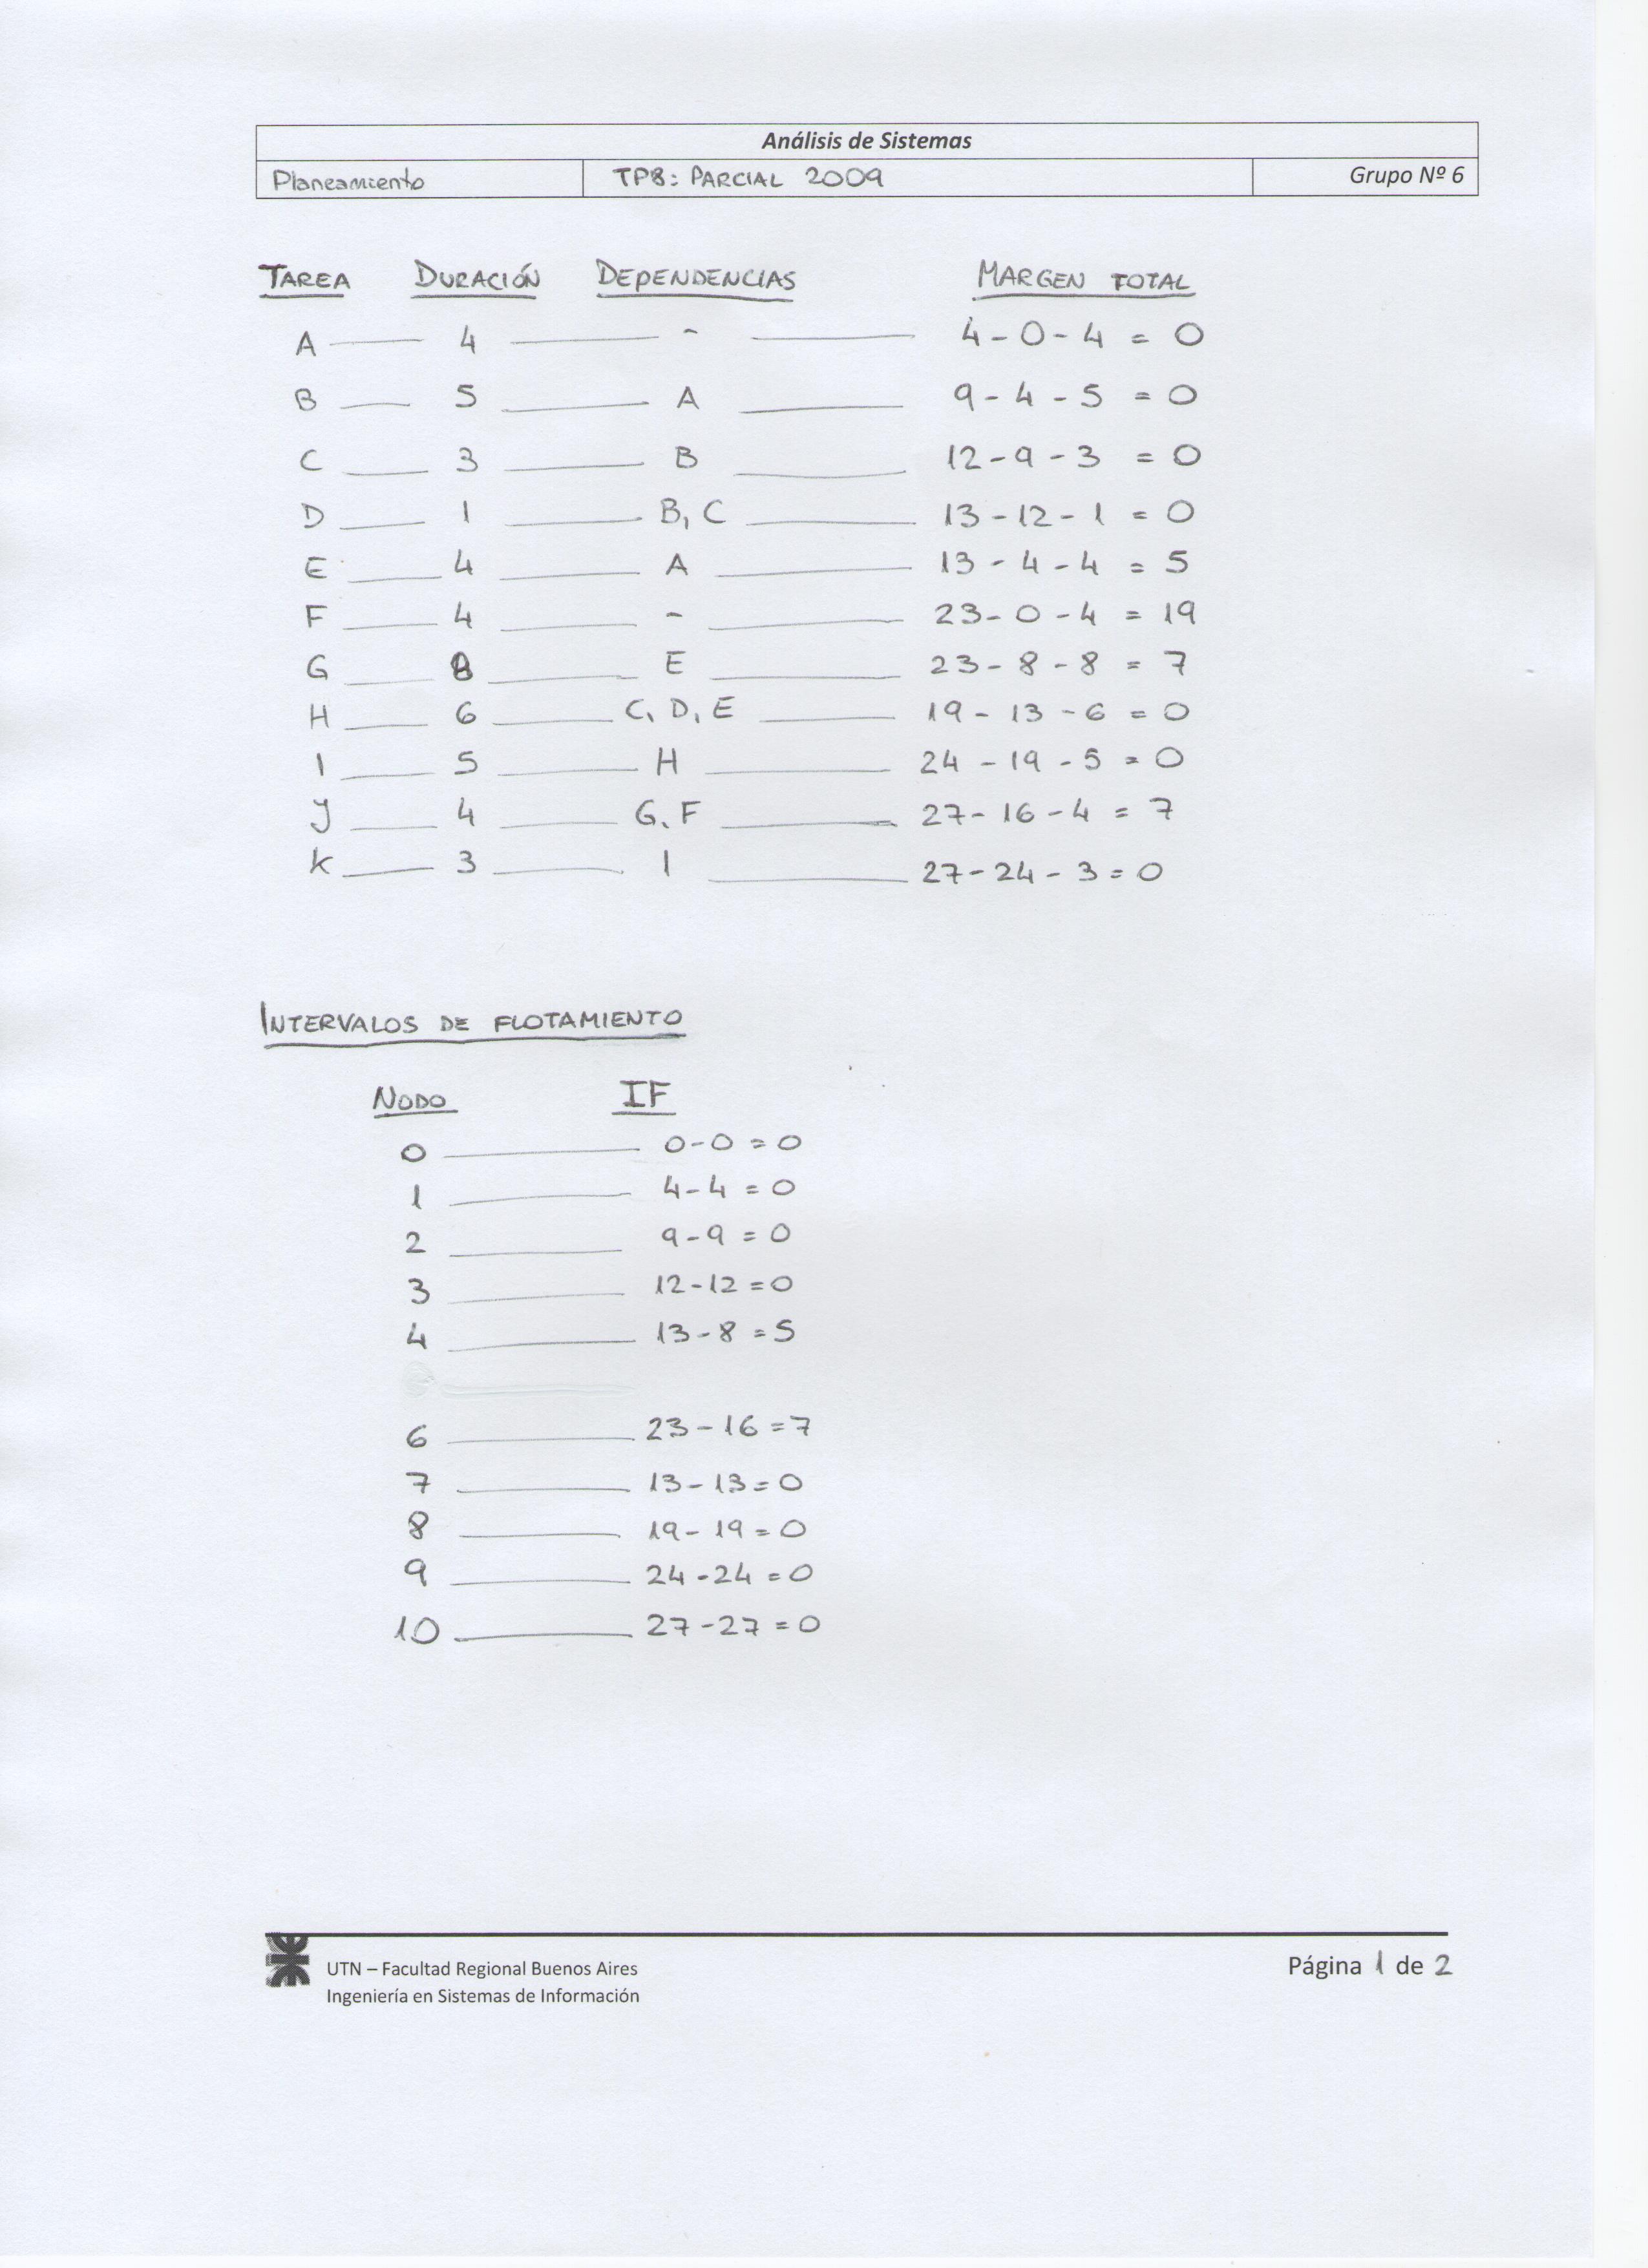 Análisis de Sistemas
Planeamiento TP8: PARCIAL 2009 Grupo Nº 6
TAREA DURACIÓN DEPENDENCIAS MARGEN TOTAL
A 4 - 4 - 0 - 4 = 0
B 5 A 9 - 4 - 5 = 0
C 3 B 12 - 9 - 3 = 0
D 1 B, C 13 - 12 - 1 = 0
E 4 A 13 - 4 - 4 = 5
F 4 - 23 - 0 - 4 = 19
G 8 E 23 - 8 - 8 = 7
H 6 C, D, E 19 - 13 - 6 = 0
I 5 H 24 - 19 - 5 = 0
J 4 G, F 27 - 16 - 4 = 7
K 3 I 27 - 24 - 3 = 0
INTERVALOS DE FLOTAMIENTO
NODO IF
0 0 - 0 = 0
1 4 - 4 = 0
2 9 - 9 = 0
3 12 - 12 = 0
4 13 - 8 = 5
6 23 - 16 = 7
7 13 - 13 = 0
8 19 - 19 = 0
9 24 - 24 = 0
10 27 - 27 = 0
UTN – Facultad Regional Buenos Aires Página 1 de 2
Ingeniería en Sistemas de Información